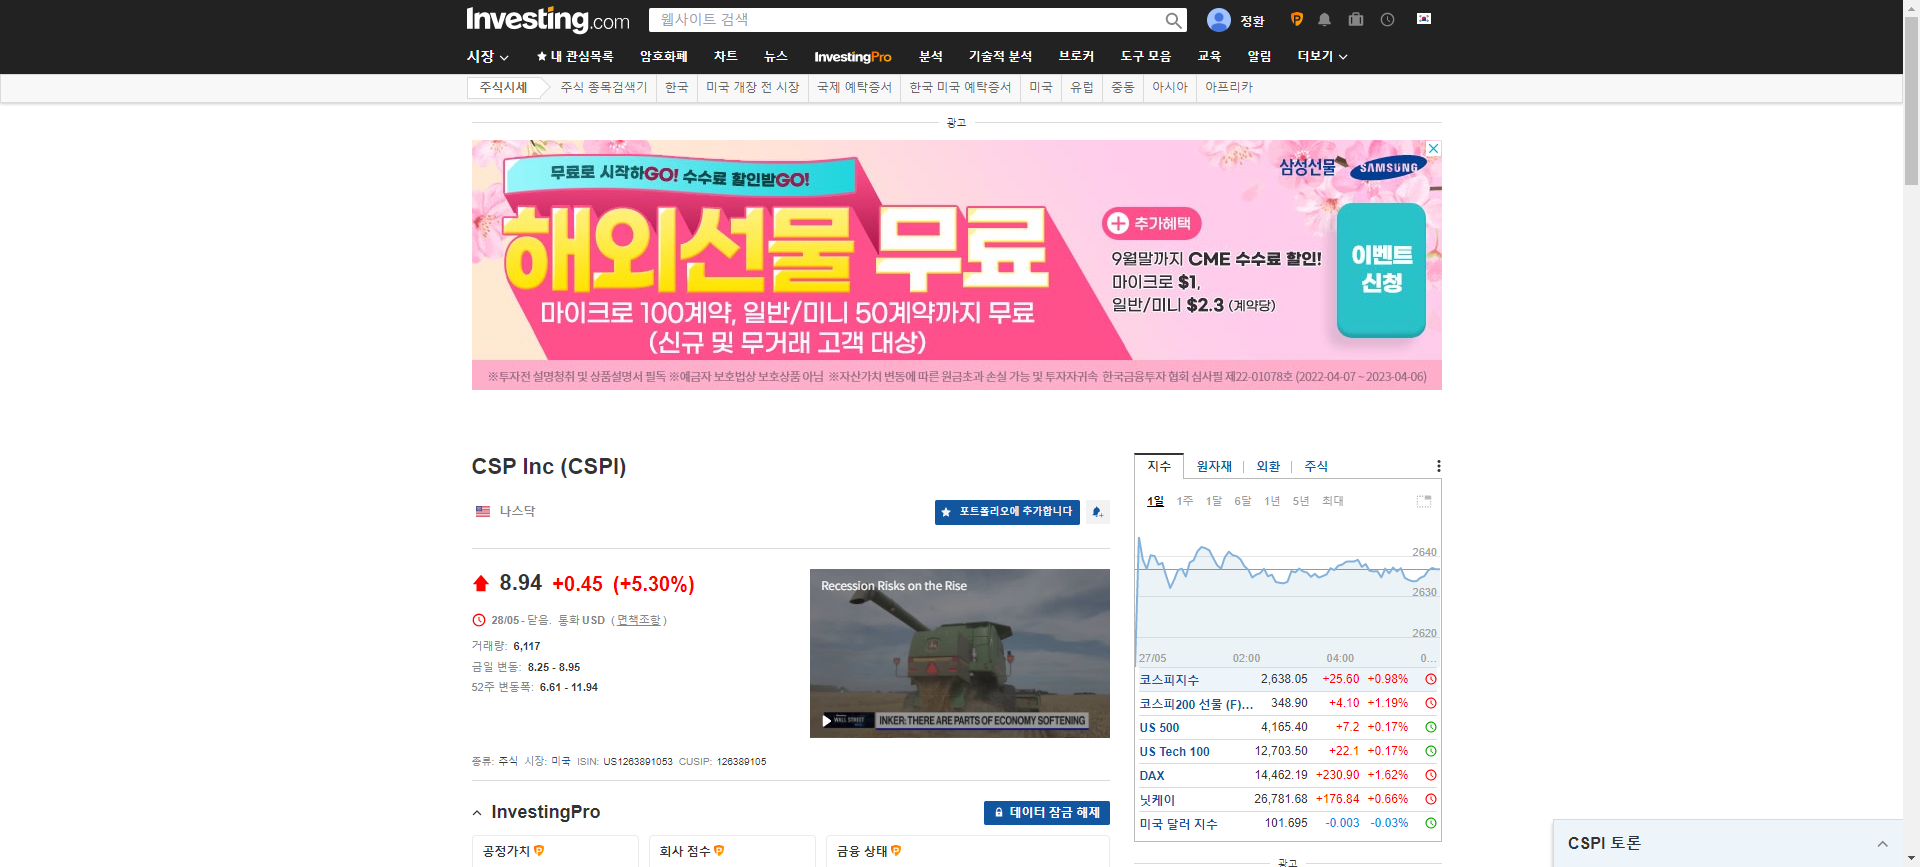 Investing.com
웹사이트 검색
정환
시장
내 관심목록
암호화폐
차트
뉴스
InvestingPro
분석
기술적 분석
브로커
도구 모음
교육
알림
더보기
주식시세
주식 종목검색기
한국
미국 개장 전 시장
국제 예탁증서
한국 미국 예탁증서
미국
유럽
중동
아시아
아프리카
광고
무료로 시작하GO! 수수료 할인받GO!
해외선물 무료
마이크로 100계약, 일반/미니 50계약까지 무료
(신규 및 무거래 고객 대상)
삼성선물 SAMSUNG
추가혜택
9월말까지 CME 수수료 할인!
마이크로 $1,
일반/미니 $2.3 (계약당)
이벤트
신청
※투자전 설명청취 및 상품설명서 필독 ※예금자 보호법상 보호상품 아님 ※자산가치 변동에 따른 원금초과 손실 가능 및 투자자귀속 한국금융투자 협회 심사필 제22-01078호 (2022-04-07 ~ 2023-04-06)
CSP Inc (CSPI)
나스닥
포트폴리오에 추가합니다
8.94 +0.45 (+5.30%)
28/05 - 닫음. 통화 USD (면책조항)
거래량: 6,117
금일 변동: 8.25 - 8.95
52주 변동폭: 6.61 - 11.94
Recession Risks on the Rise
WALL STREET
INKER: THERE ARE PARTS OF ECONOMY SOFTENING
종류: 주식 시장: 미국 ISIN: US1263891053 CUSIP: 126389105
InvestingPro
데이터 잠금 해제
공정가치
회사 점수
금융 상태
지수
원자재
외환
주식
1일 1주 1달 6달 1년 5년 최대
2640
2630
2620
27/05 02:00 04:00 0...
코스피지수 2,638.05 +25.60 +0.98%
코스피200 선물 (F)... 348.90 +4.10 +1.19%
US 500 4,165.40 +7.2 +0.17%
US Tech 100 12,703.50 +22.1 +0.17%
DAX 14,462.19 +230.90 +1.62%
닛케이 26,781.68 +176.84 +0.66%
미국 달러 지수 101.695 -0.003 -0.03%
광고
CSPI 토론